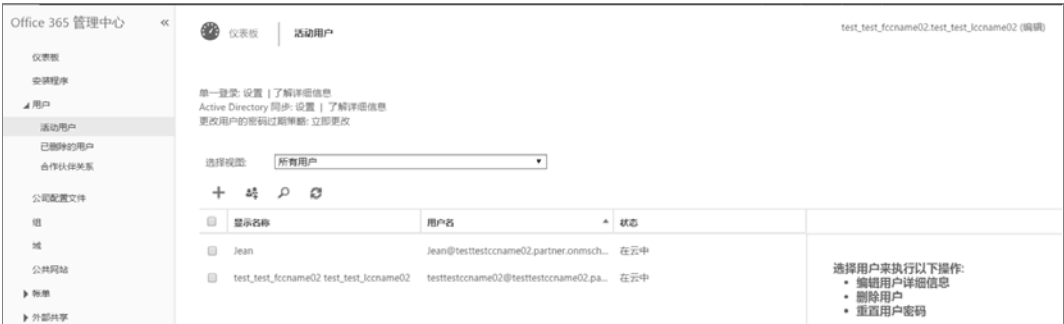 Office 365 管理中心 «
仪表板
安装程序
用户
活动用户
已删除的用户
合作伙伴关系
公司配置文件
组
域
公共网站
帐单
外部共享
仪表板 活动用户
test_test_fccname02.test_test_lccname02 (编辑)
单一登录: 设置 | 了解详细信息
Active Directory 同步: 设置 | 了解详细信息
更改用户的密码过期策略: 立即更改
选择视图: 所有用户
显示名称 用户名 状态
Jean Jean@testtestccname02.partner.onmsch... 在云中
test_test_fccname02 test_test_lccname02 testtestccname02@testtestccname02.pa... 在云中
选择用户来执行以下操作:
• 编辑用户详细信息
• 删除用户
• 重置用户密码